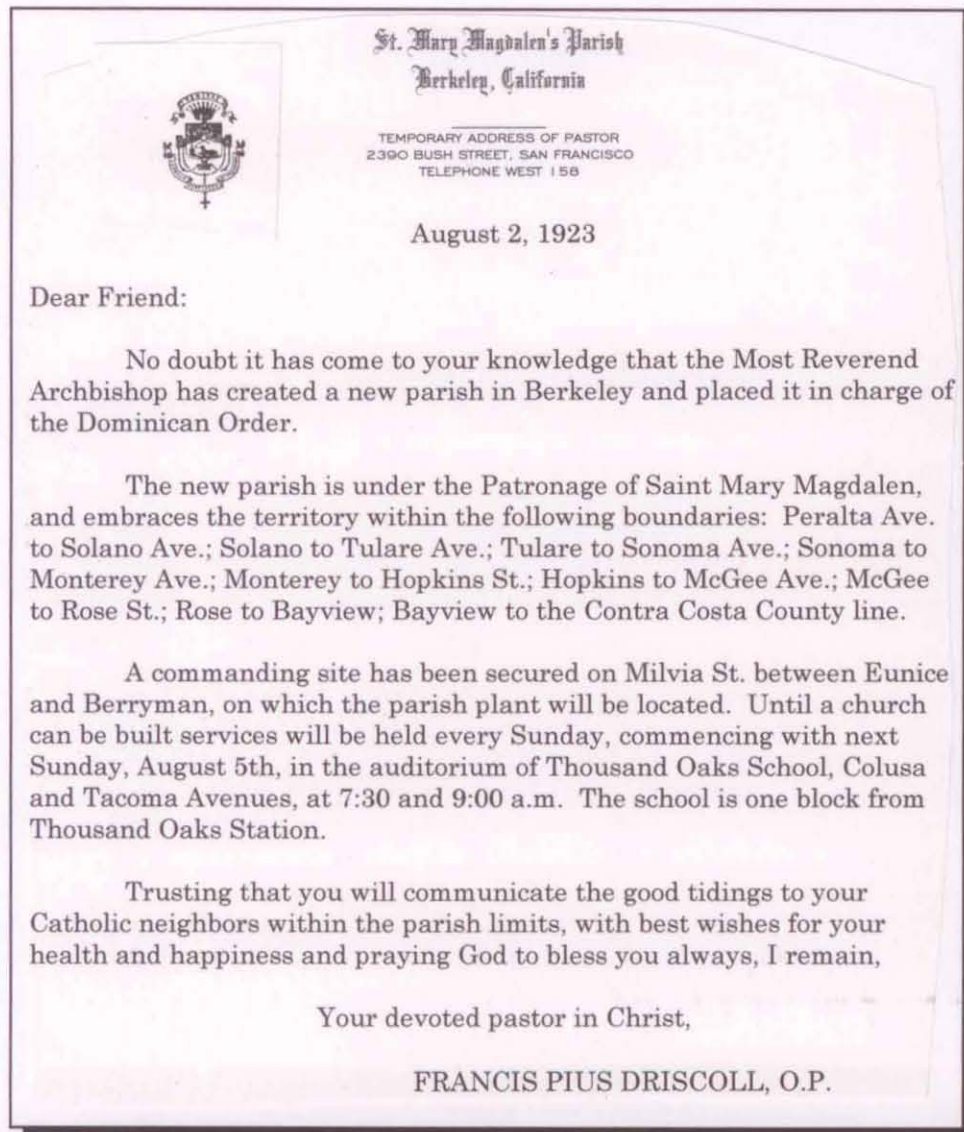 St. Mary Magdalen's Parish
Berkeley, California
TEMPORARY ADDRESS OF PASTOR
2390 BUSH STREET, SAN FRANCISCO
TELEPHONE WEST 158
August 2, 1923
Dear Friend:
No doubt it has come to your knowledge that the Most Reverend
Archbishop has created a new parish in Berkeley and placed it in charge of
the Dominican Order.
The new parish is under the Patronage of Saint Mary Magdalen,
and embraces the territory within the following boundaries: Peralta Ave.
to Solano Ave.; Solano to Tulare Ave.; Tulare to Sonoma Ave.; Sonoma to
Monterey Ave.; Monterey to Hopkins St.; Hopkins to McGee Ave.; McGee
to Rose St.; Rose to Bayview; Bayview to the Contra Costa County line.
A commanding site has been secured on Milvia St. between Eunice
and Berryman, on which the parish plant will be located. Until a church
can be built services will be held every Sunday, commencing with next
Sunday, August 5th, in the auditorium of Thousand Oaks School, Colusa
and Tacoma Avenues, at 7:30 and 9:00 a.m. The school is one block from
Thousand Oaks Station.
Trusting that you will communicate the good tidings to your
Catholic neighbors within the parish limits, with best wishes for your
health and happiness and praying God to bless you always, I remain,
Your devoted pastor in Christ,
FRANCIS PIUS DRISCOLL, O.P.